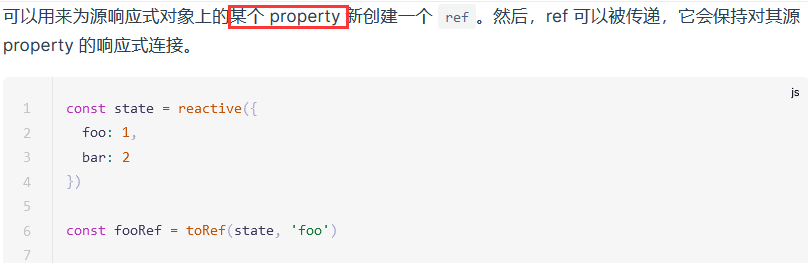 可以用来为源响应式对象上的某个 property 新创建一个 ref 。然后，ref 可以被传递，它会保持对其源
property 的响应式连接。
js
1 const state = reactive({
2 foo: 1,
3 bar: 2
4 })
5
6 const fooRef = toRef(state, 'foo')
7